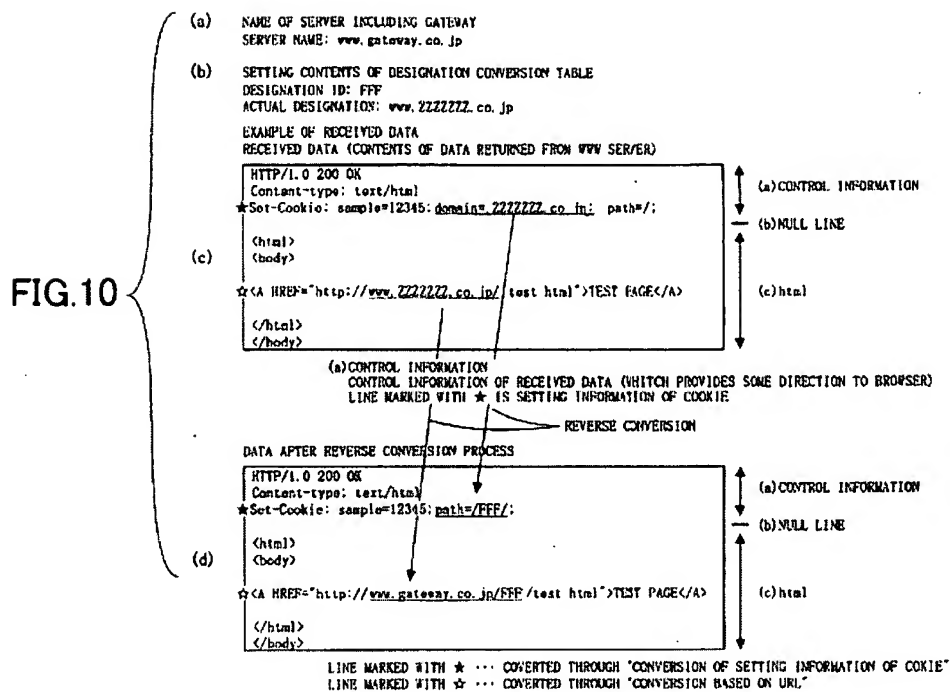 FIG.10
(a) NAME OF SERVER INCLUDING GATEWAY
SERVER NAME: www.gateway.co.jp
(b) SETTING CONTENTS OF DESIGNATION CONVERSION TABLE
DESIGNATION ID: FFF
ACTUAL DESIGNATION: www.ZZZZZZZ.co.jp
EXAMPLE OF RECEIVED DATA
RECEIVED DATA (CONTENTS OF DATA RETURNED FROM WWW SERVER)
(c)
HTTP/1.0 200 OK
Content-type: text/html
★Set-Cookie: sample=12345; domain=.ZZZZZZZ.co.jp; path=/;
<html>
<body>
☆<A HREF="http://www.ZZZZZZZ.co.jp/ test html">TEST PAGE</A>
</html>
</body>
(a)CONTROL INFORMATION
(b)NULL LINE
(c)html
(a)CONTROL INFORMATION
CONTROL INFORMATION OF RECEIVED DATA (WHITCH PROVIDES SOME DIRECTION TO BROWSER)
LINE MARKED WITH ★ IS SETTING INFORMATION OF COOKIE
REVERSE CONVERSION
DATA AFTER REVERSE CONVERSION PROCESS
(d)
HTTP/1.0 200 OK
Content-type: text/html
★Set-Cookie: sample=12345; path=/FFF/;
<html>
<body>
☆<A HREF="http://www.gateway.co.jp/FFF /test html">TEST PAGE</A>
</html>
</body>
(a)CONTROL INFORMATION
(b)NULL LINE
(c)html
LINE MARKED WITH ★ ··· COVERTED THROUGH "CONVERSION OF SETTING INFORMATION OF COKIE"
LINE MARKED WITH ☆ ··· COVERTED THROUGH "CONVERSION BASED ON URL"